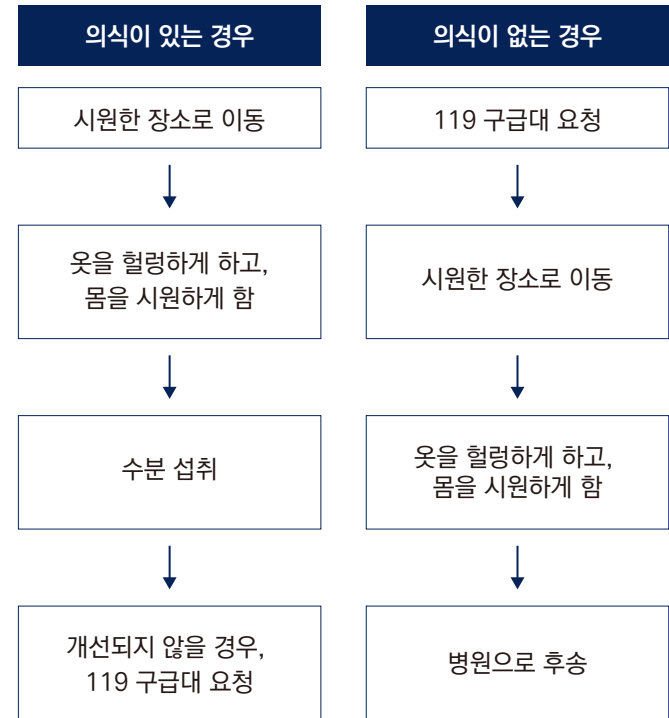 의식이 있는 경우
시원한 장소로 이동
옷을 헐렁하게 하고,
몸을 시원하게 함
수분 섭취
개선되지 않을 경우,
119 구급대 요청
의식이 없는 경우
119 구급대 요청
시원한 장소로 이동
옷을 헐렁하게 하고,
몸을 시원하게 함
병원으로 후송